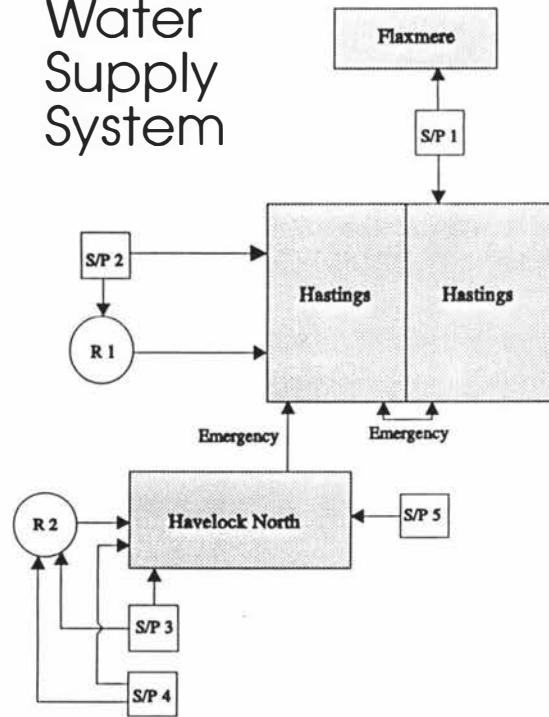 Water
Supply
System
Flaxmere
S/P 1
S/P 2
Hastings
Hastings
R 1
Emergency
Emergency
R 2
Havelock North
S/P 5
S/P 3
S/P 4